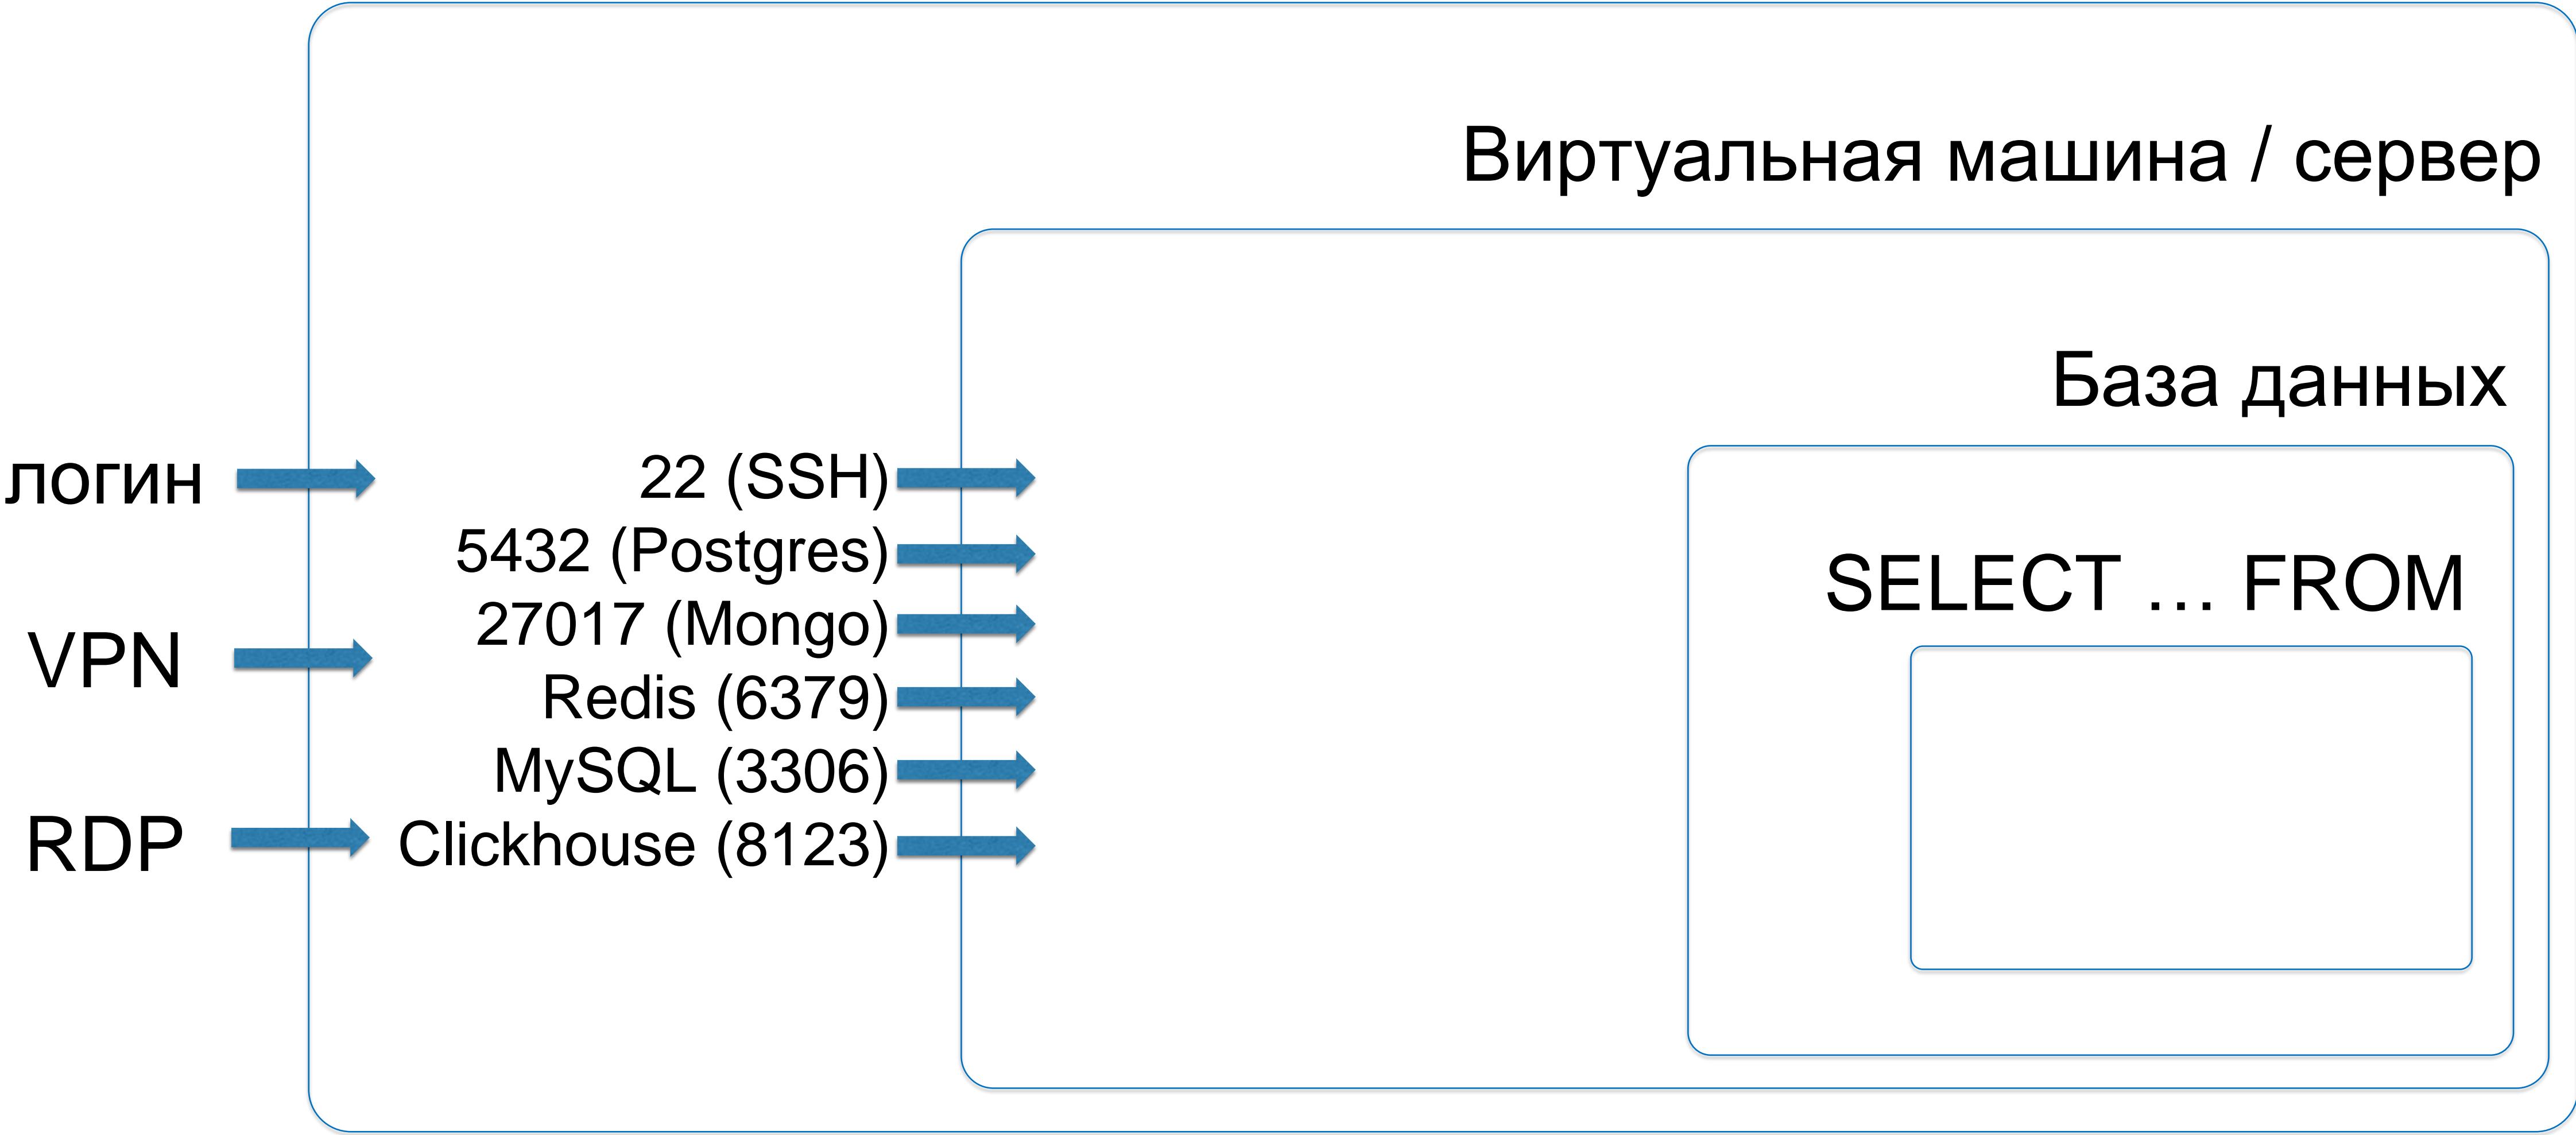 Виртуальная машина / сервер
База данных
логин
22 (SSH)
5432 (Postgres)
SELECT … FROM
27017 (Mongo)
VPN
Redis (6379)
MySQL (3306)
RDP
Clickhouse (8123)